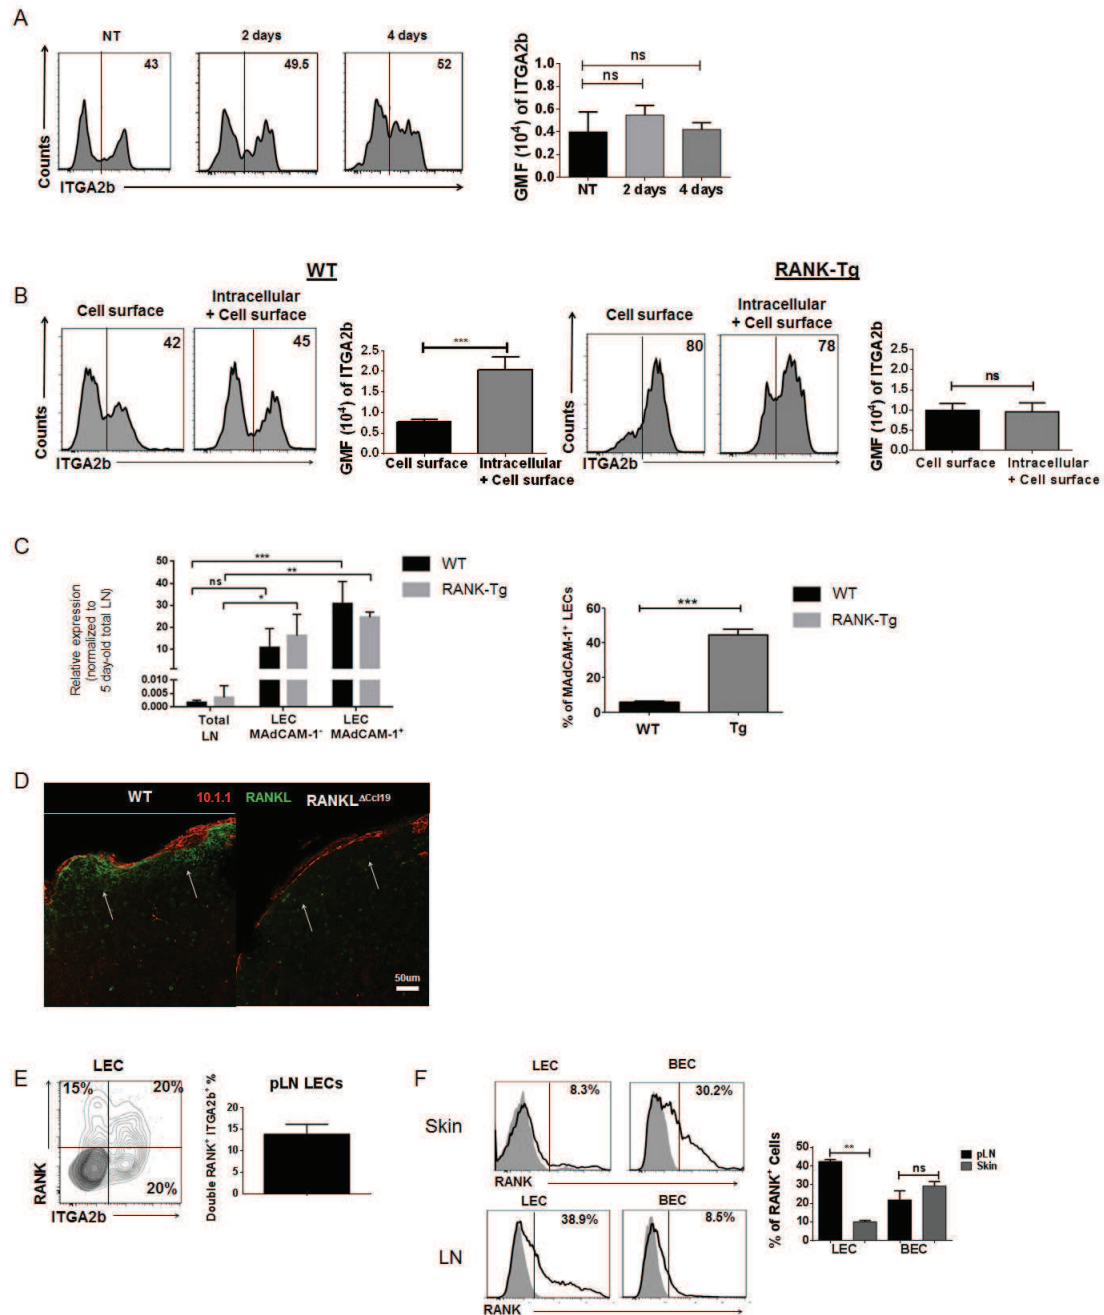 A
NT
2 days
4 days
43
49.5
52
Counts
ITGA2b
GMF (10⁴) of ITGA2b
1.0
0.8
0.6
0.4
0.2
0.0
ns
ns
NT 2 days 4 days
WT
RANK-Tg
B
Cell surface
Intracellular
+ Cell surface
42
45
Counts
ITGA2b
GMF (10⁴) of ITGA2b
2.5
2.0
1.5
1.0
0.5
0.0
***
Cell surface
Intracellular
+ Cell surface
Cell surface
Intracellular
+ Cell surface
80
78
Counts
ITGA2b
GMF (10⁴) of ITGA2b
2.5
2.0
1.5
1.0
0.5
0.0
ns
Cell surface
Intracellular
+ Cell surface
C
Relative expression
(normalized to
5 day-old total LN)
50
40
30
20
10
0.010
0.005
0.000
***
ns
**
*
Total
LN
LEC
MAdCAM-1⁻
LEC
MAdCAM-1⁺
WT
RANK-Tg
% of MAdCAM-1⁺ LECs
60
40
20
0
***
WT
Tg
WT
RANK-Tg
D
WT 10.1.1 RANKL RANKL^ΔCcl19
50um
E
LEC
15%
20%
20%
RANK
ITGA2b
pLN LECs
Double RANK⁺ ITGA2b⁺ %
20
15
10
5
0
F
LEC
BEC
Skin
8.3%
30.2%
RANK
LEC
BEC
LN
38.9%
8.5%
RANK
% of RANK⁺ Cells
50
40
30
20
10
0
**
ns
LEC
BEC
pLN
Skin